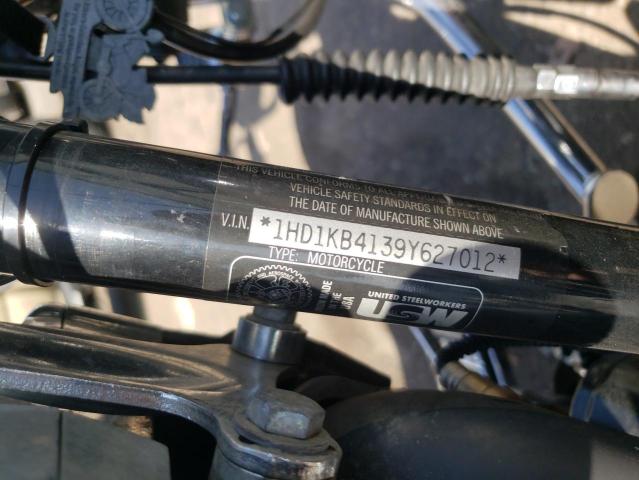 THIS VEHICLE CONFORMS TO ALL
VEHICLE SAFETY STANDARDS IN EFFECT ON
THE DATE OF MANUFACTURE SHOWN ABOVE
V.I.N. *1HD1KB4139Y627012*
TYPE: MOTORCYCLE
UNITED STEELWORKERS
USW